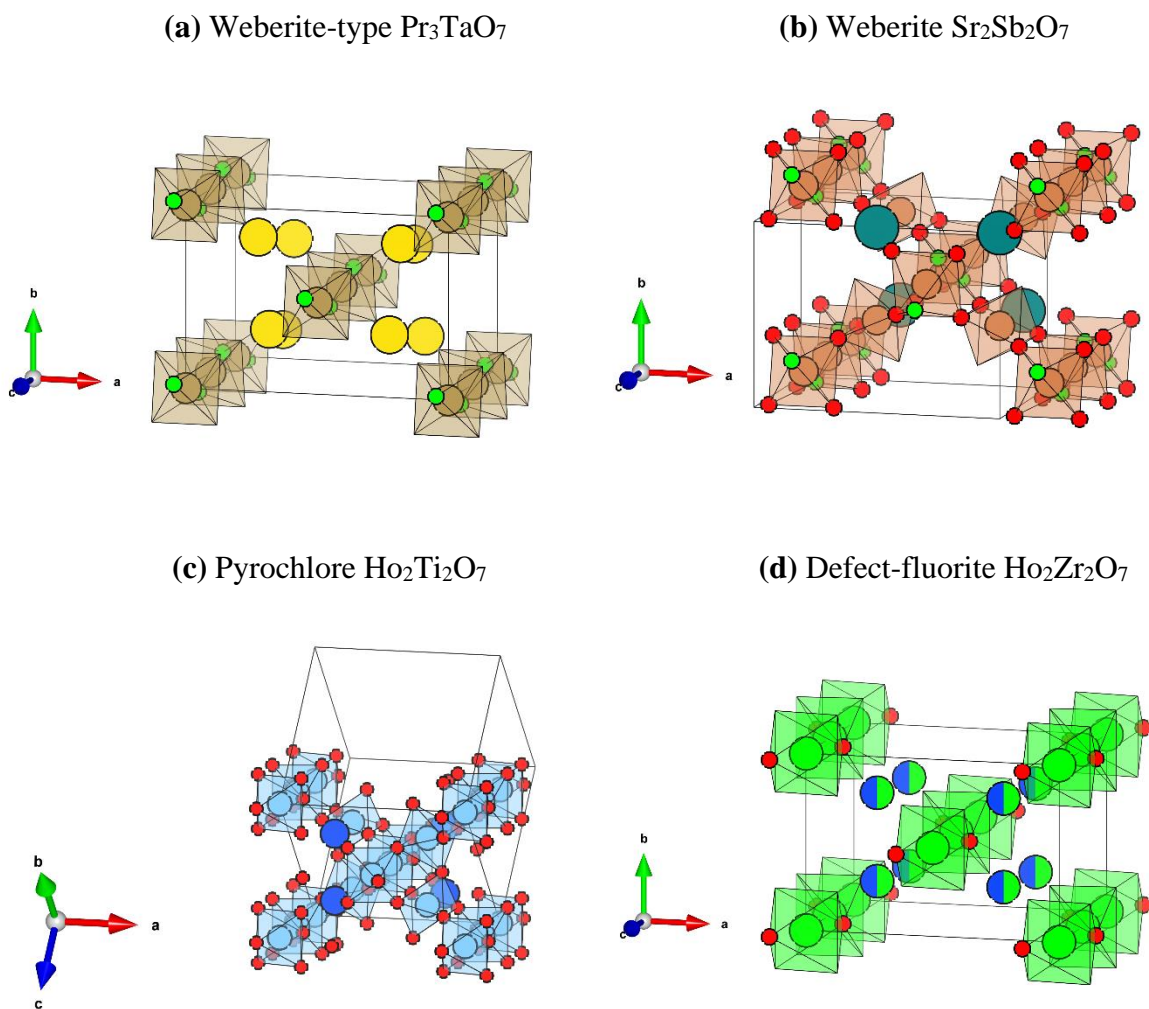 (a) Weberite-type Pr₃TaO₇
(b) Weberite Sr₂Sb₂O₇
b
a
c
b
a
c
(c) Pyrochlore Ho₂Ti₂O₇
(d) Defect-fluorite Ho₂Zr₂O₇
b
a
c
b
a
c